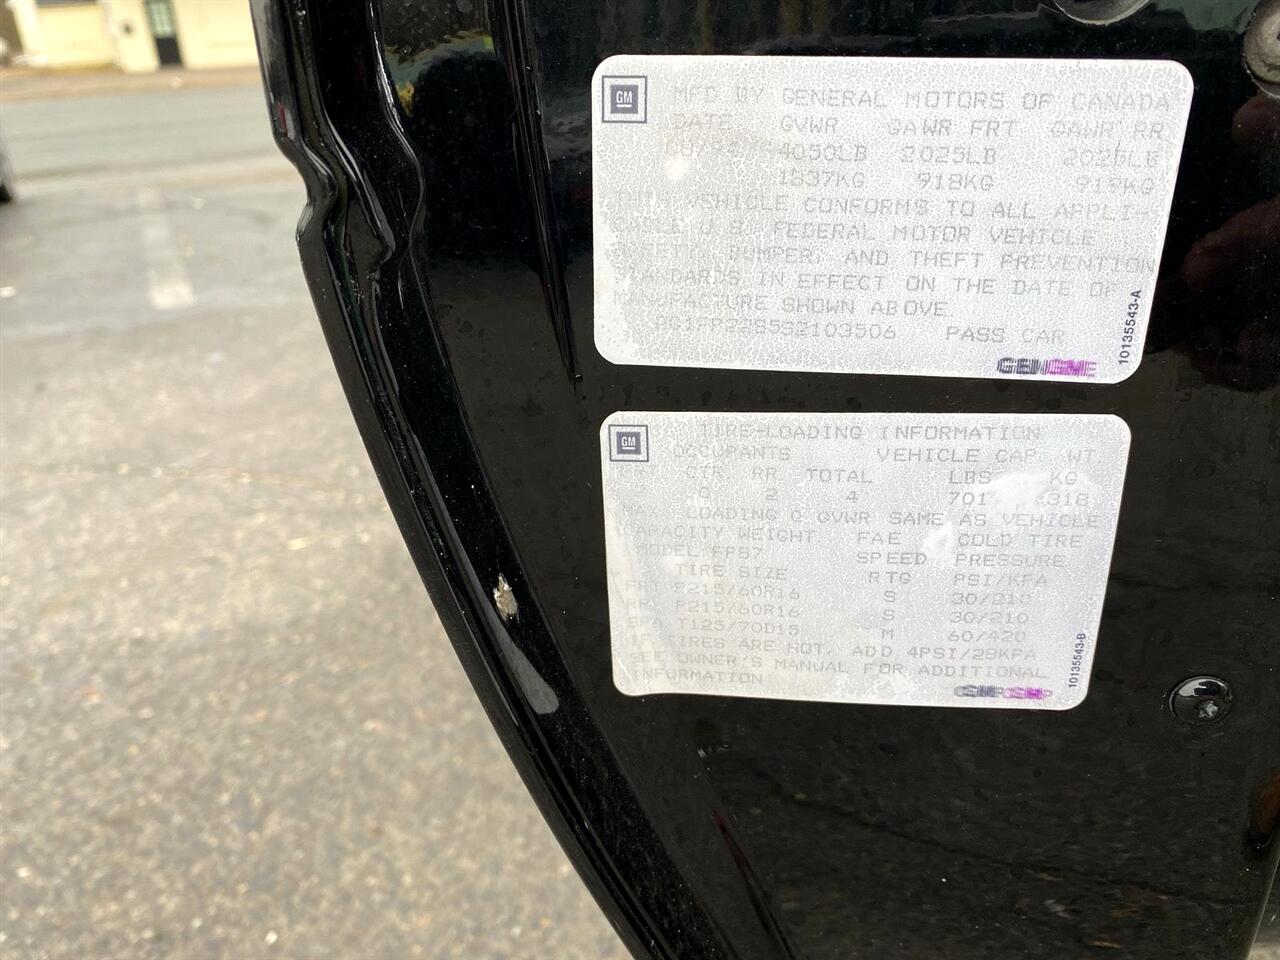 GM MFD BY GENERAL MOTORS OF CANADA
DATE GVWR GAWR FRT GAWR RR
4050LB 2025LB 2025LB
1837KG 918KG 918KG
THIS VEHICLE CONFORMS TO ALL APPLI-
CABLE U.S. FEDERAL MOTOR VEHICLE
SAFETY, BUMPER, AND THEFT PREVENTION
STANDARDS IN EFFECT ON THE DATE OF
MANUFACTURE SHOWN ABOVE.
PASS CAR
10135543-A
GM TIRE-LOADING INFORMATION
OCCUPANTS VEHICLE CAP. WT
CTR RR TOTAL LBS KG
2 0 2 4 701 318
MAX LOADING @ GVWR SAME AS VEHICLE
CAPACITY WEIGHT FAE COLD TIRE
MODEL:FP87 SPEED PRESSURE
TIRE SIZE RTG PSI/KPA
FRT P215/60R16 S 30/210
RR P215/60R16 S 30/210
SPA T125/70D15 M 60/420
IF TIRES ARE HOT, ADD 4PSI/28KPA
SEE OWNER'S MANUAL FOR ADDITIONAL
INFORMATION
10135543-B